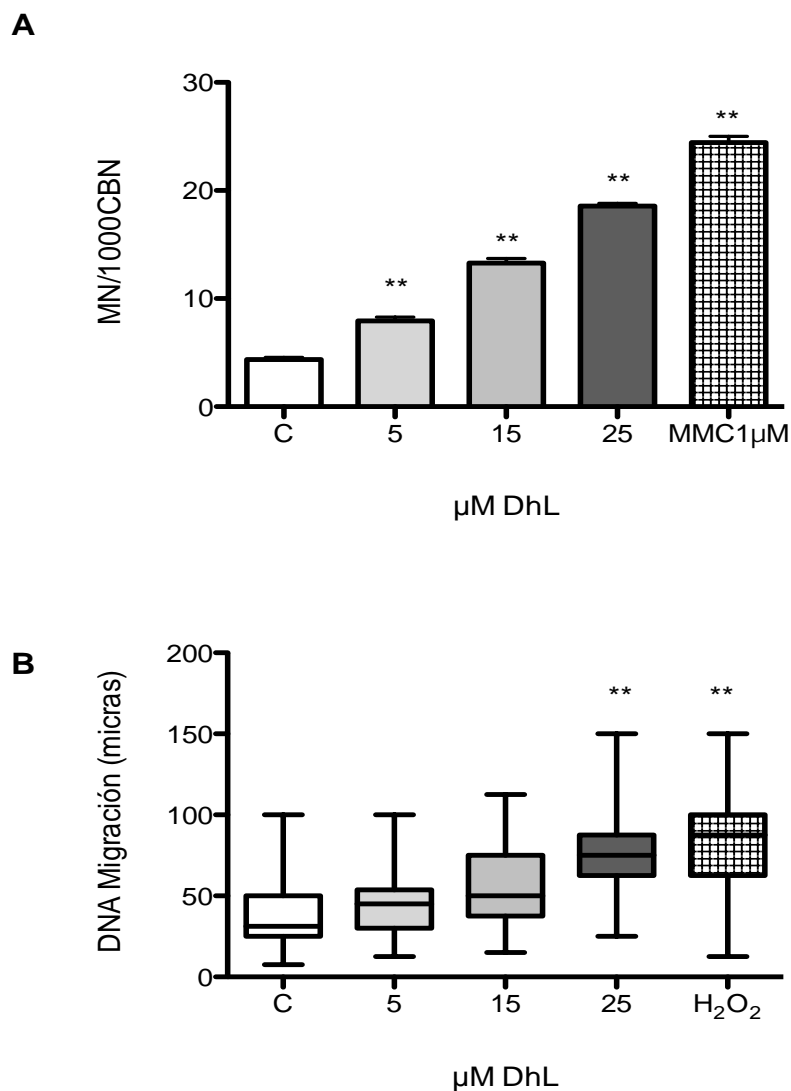 A
30
20
10
0
MN/1000CBN
**
**
**
**
C 5 15 25 MMC1µM
µM DhL
B
200
150
100
50
0
DNA Migración (micras)
** **
C 5 15 25 H₂O₂
µM DhL